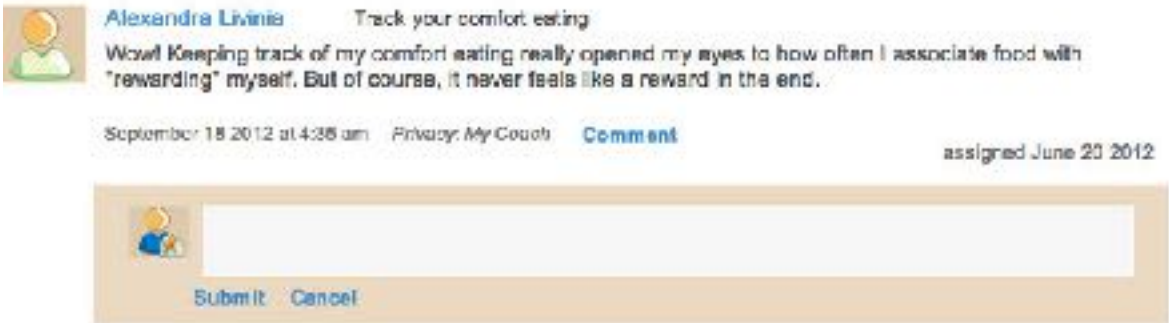 Alexandra Livinia Track your comfort eating
Wow! Keeping track of my comfort eating really opened my eyes to how often I associate food with
"rewarding" myself. But of course, it never feels like a reward in the end.
September 18 2012 at 4:36 am Privacy: My Coach Comment
assigned June 20 2012
Submit Cancel